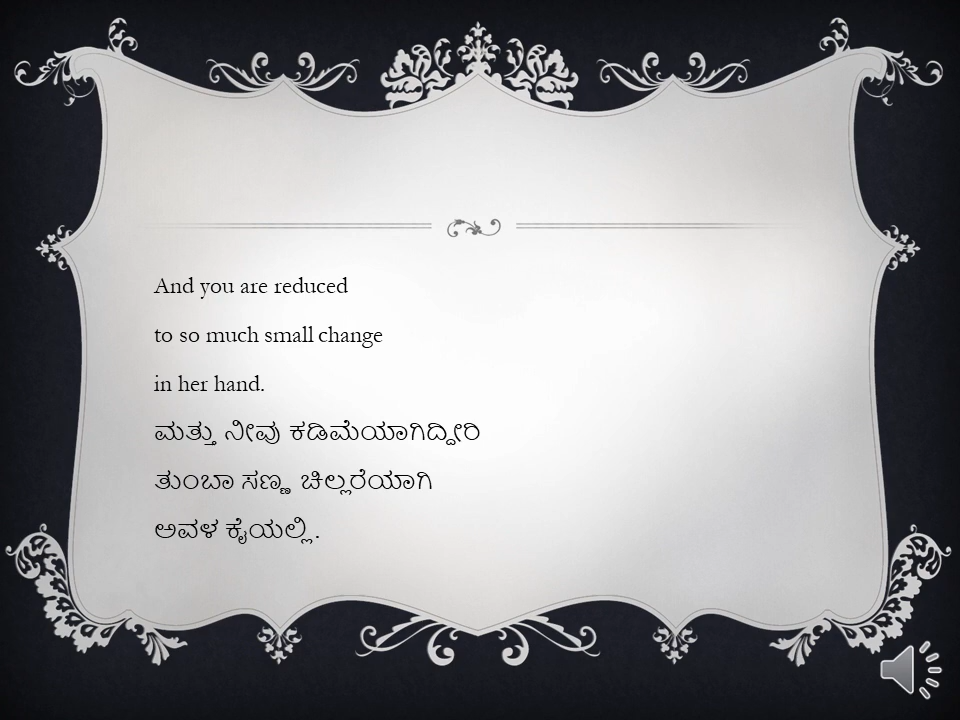 And you are reduced
to so much small change
in her hand.
ಮತ್ತು ನೀವು ಕಡಿಮೆಯಾಗಿದ್ದೀರಿ
ತುಂಬಾ ಸಣ್ಣ ಚಿಲ್ಲರೆಯಾಗಿ
ಅವಳ ಕೈಯಲ್ಲಿ.